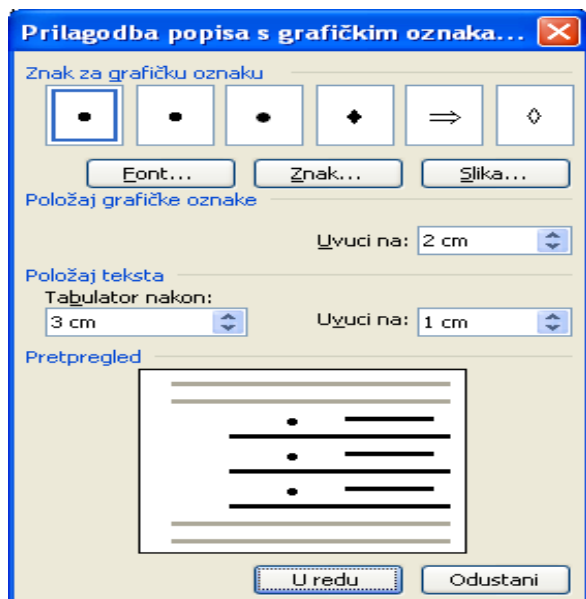 Prilagodba popisa s grafičkim oznaka...
Znak za grafičku oznaku
Font... Znak... Slika...
Položaj grafičke oznake
Uvuci na: 2 cm
Položaj teksta
Tabulator nakon:
3 cm Uvuci na: 1 cm
Pretpregled
U redu Odustani